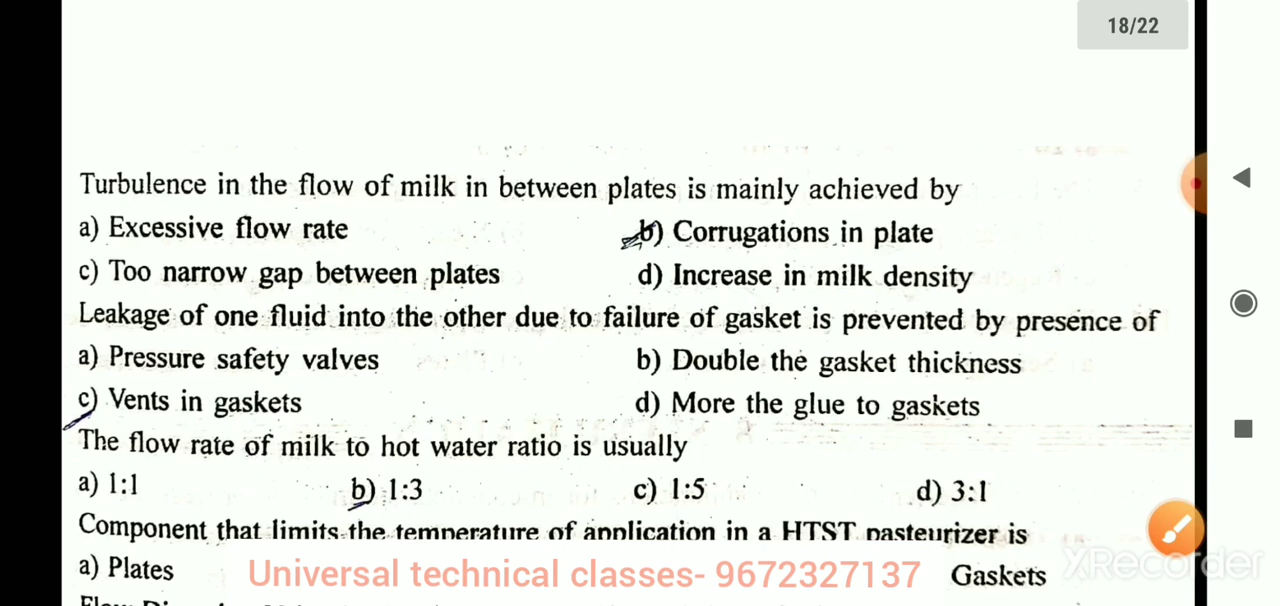 18/22
Turbulence in the flow of milk in between plates is mainly achieved by
a) Excessive flow rate b) Corrugations in plate
c) Too narrow gap between plates d) Increase in milk density
Leakage of one fluid into the other due to failure of gasket is prevented by presence of
a) Pressure safety valves b) Double the gasket thickness
c) Vents in gaskets d) More the glue to gaskets
The flow rate of milk to hot water ratio is usually
a) 1:1 b) 1:3 c) 1:5 d) 3:1
Component that limits the temperature of application in a HTST pasteurizer is
a) Plates Universal technical classes- 9672327137 Gaskets XRecorder